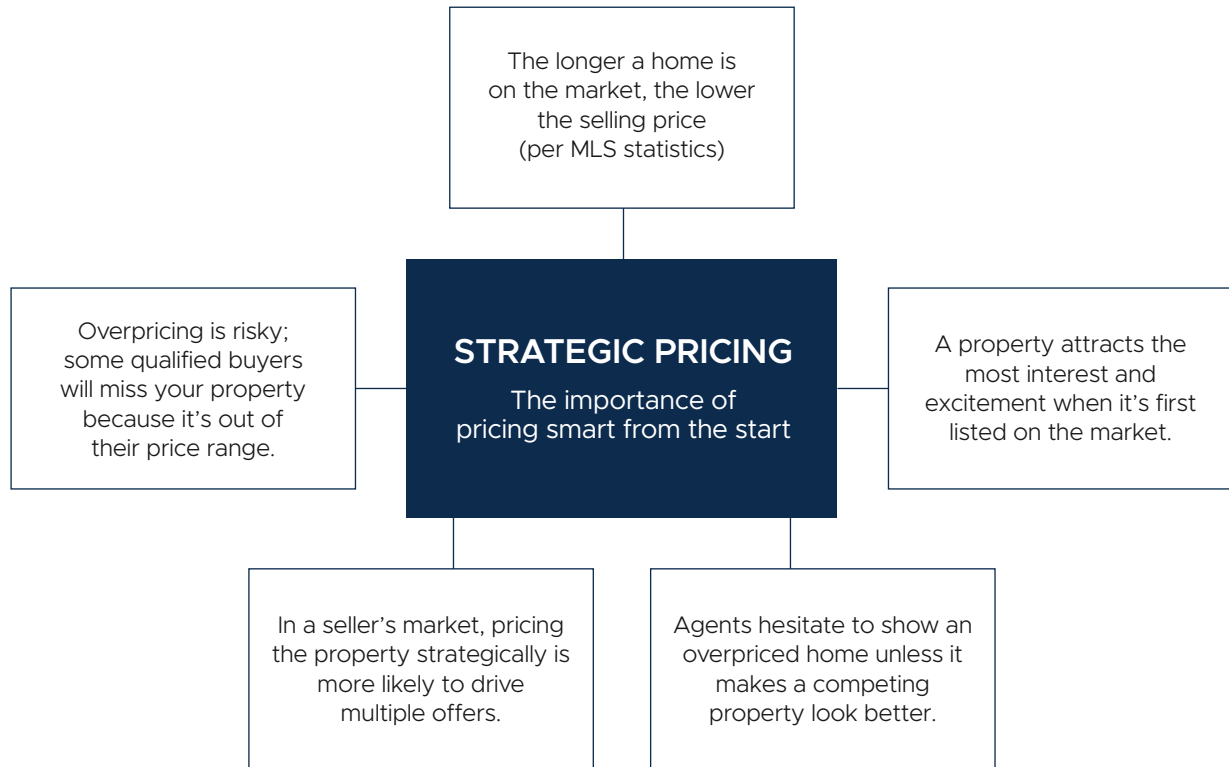 The longer a home is
on the market, the lower
the selling price
(per MLS statistics)
Overpricing is risky;
some qualified buyers
will miss your property
because it’s out of
their price range.
STRATEGIC PRICING
The importance of
pricing smart from the start
A property attracts the
most interest and
excitement when it’s first
listed on the market.
In a seller’s market, pricing
the property strategically is
more likely to drive
multiple offers.
Agents hesitate to show an
overpriced home unless it
makes a competing
property look better.